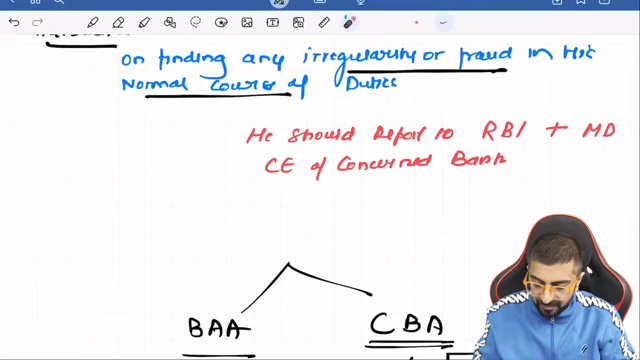 on finding any irregularity or fraud in His
Normal Course of Duties
He should Report to RBI + MD
CE of Concerned Bank
BAA
CBA